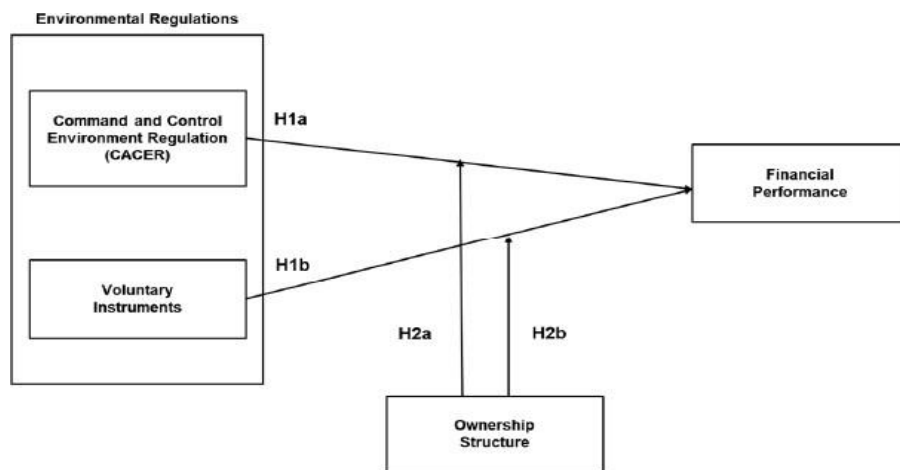 Environmental Regulations
Command and Control
Environment Regulation
(CACER)
H1a
Financial
Performance
Voluntary
Instruments
H1b
H2a
H2b
Ownership
Structure